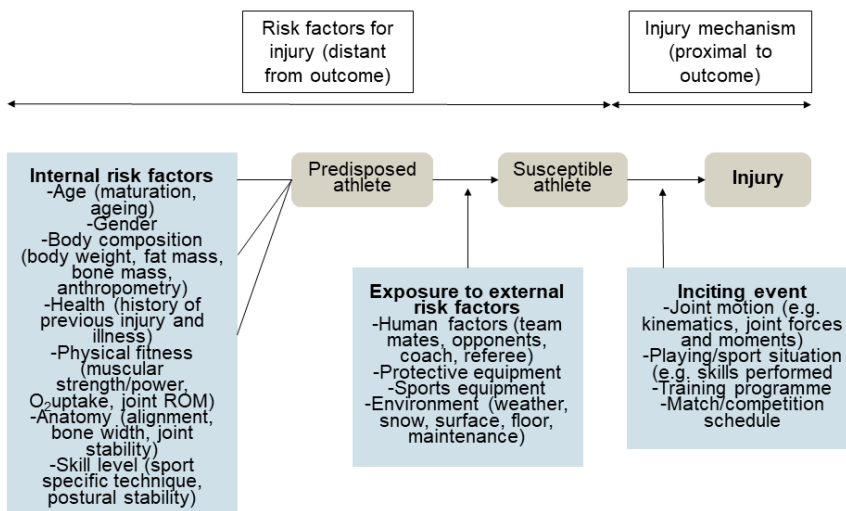 Risk factors for
injury (distant
from outcome)
Injury mechanism
(proximal to
outcome)
Internal risk factors
-Age (maturation,
ageing)
-Gender
-Body composition
(body weight, fat mass,
bone mass,
anthropometry)
-Health (history of
previous injury and
illness)
-Physical fitness
(muscular
strength/power,
O₂uptake, joint ROM)
-Anatomy (alignment,
bone width, joint
stability)
-Skill level (sport
specific technique,
postural stability)
Predisposed
athlete
Susceptible
athlete
Injury
Exposure to external
risk factors
-Human factors (team
mates, opponents,
coach, referee)
-Protective equipment
-Sports equipment
-Environment (weather,
snow, surface, floor,
maintenance)
Inciting event
-Joint motion (e.g.
kinematics, joint forces
and moments)
-Playing/sport situation
(e.g. skills performed
-Training programme
-Match/competition
schedule